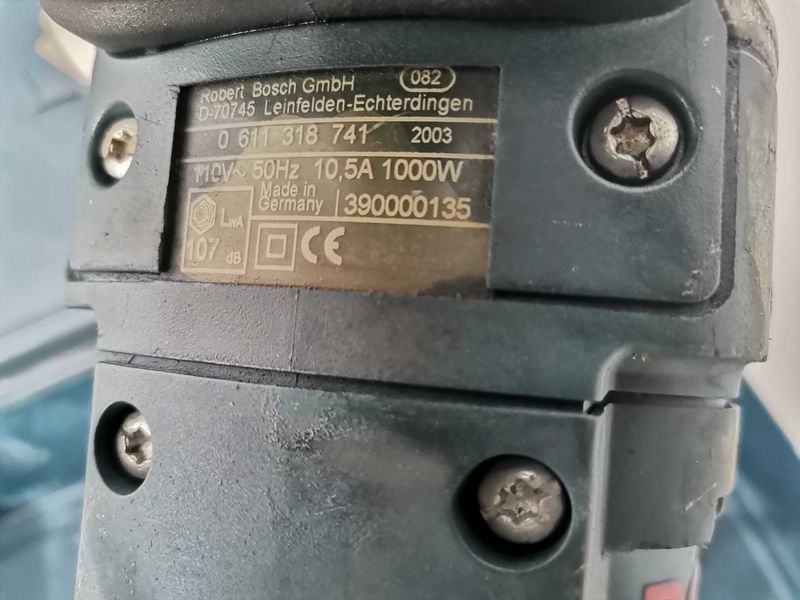 Robert Bosch GmbH 082
D-70745 Leinfelden-Echterdingen
0 611 318 741 2003
110V~ 50Hz 10,5A 1000W
Made in
Germany 390000135
LWA
107 dB
CE